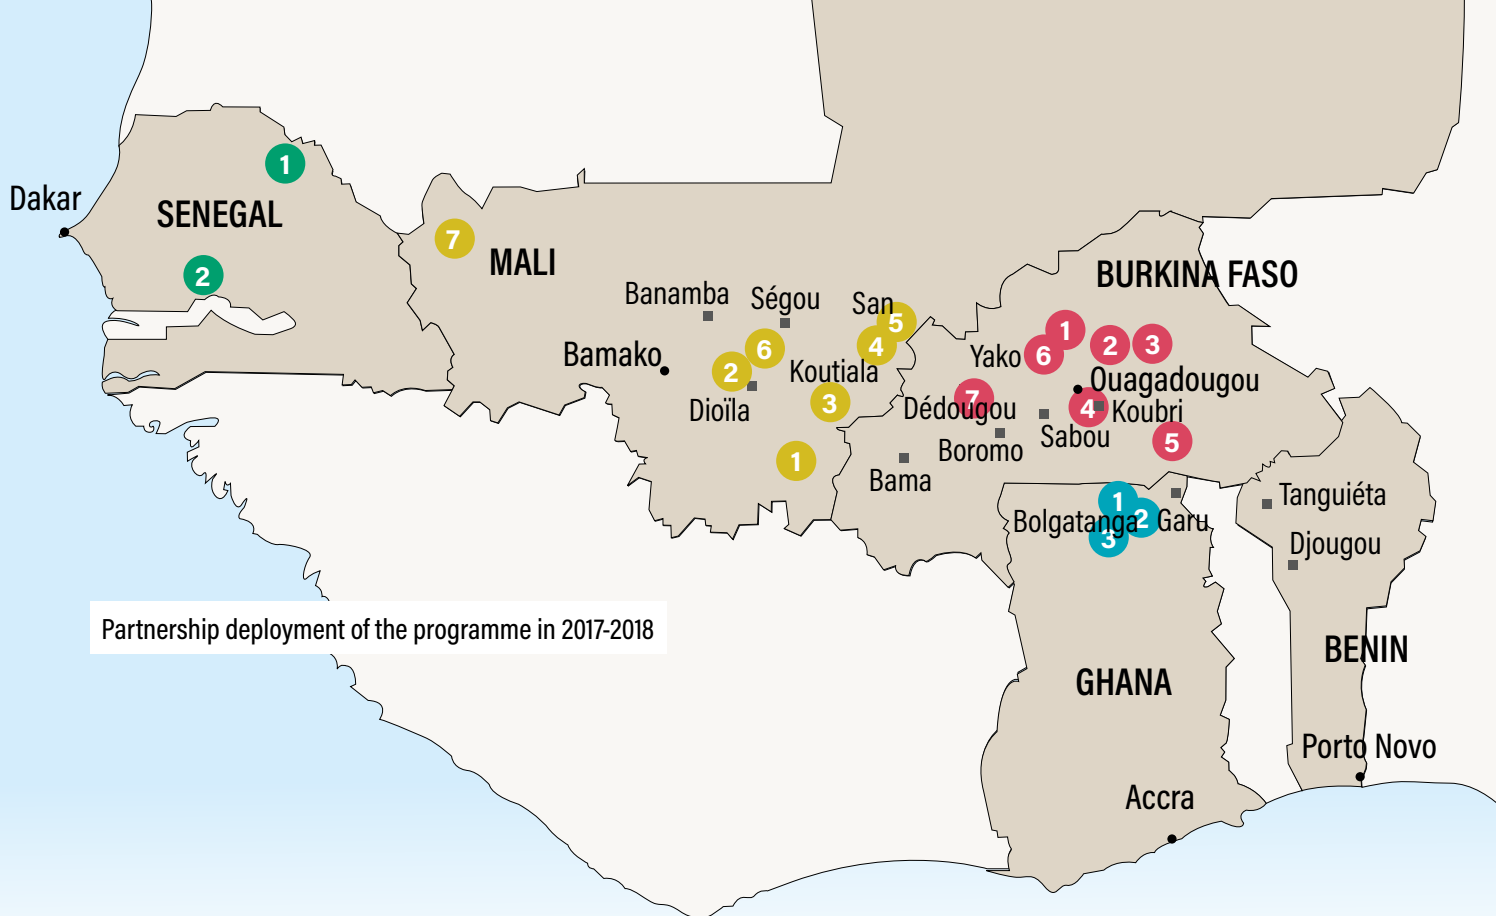 1
Dakar
SENEGAL
2
7
MALI
BURKINA FASO
Banamba
Ségou
San
5
1
6
4
Yako
6
2
3
Bamako
2
Koutiala
Ouagadougou
Dioïla
3
Dédougou
7
4
Koubri
Sabou
5
1
Boromo
Bama
1
Bolgatanga
2
Garu
3
Tanguiéta
Djougou
Partnership deployment of the programme in 2017-2018
BENIN
GHANA
Porto Novo
Accra